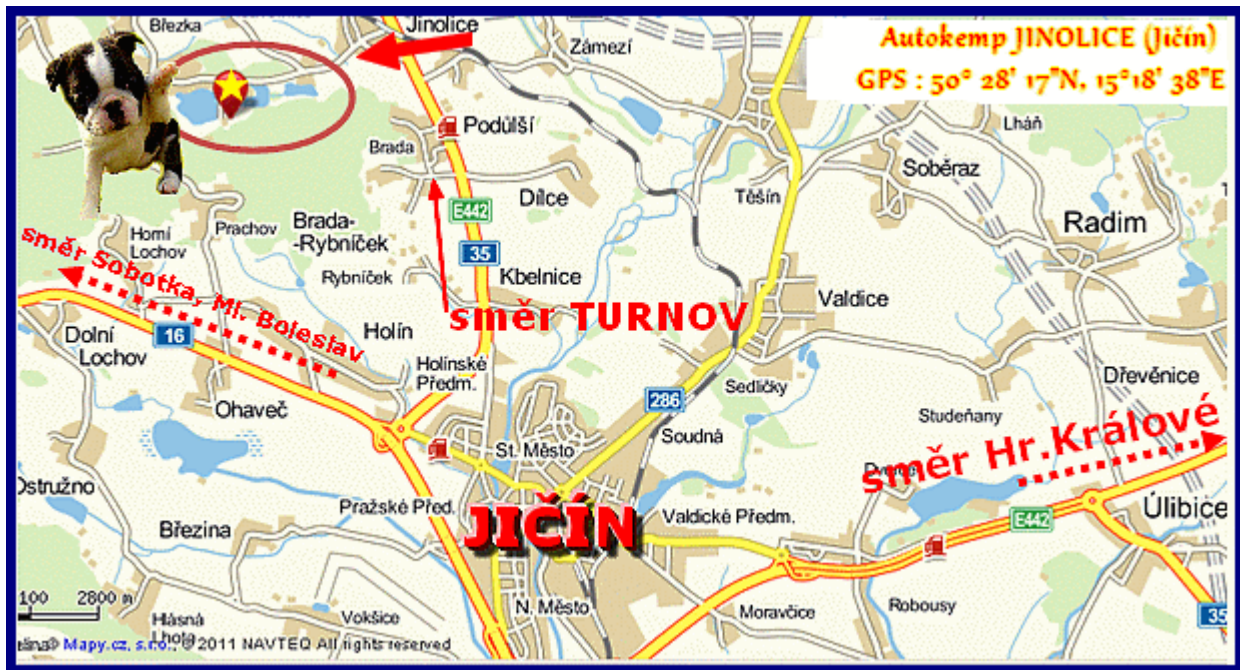 Autokemp JINOLICE (Jičín)
GPS : 50° 28' 17"N, 15°18' 38"E
Březka
Jinolice
Zámezí
Lháň
Podůlší
Brada
Soběraz
Těšín
Dílce
E442
35
Radim
Horní
Lochov
Prachov
Brada-
-Rybníček
Rybníček
Kbelnice
Valdice
směr Sobotka, Ml. Boleslav
směr TURNOV
16
Dolní
Lochov
Holín
Holínské
Předm.
Sedličky
Dřevěnice
Ohaveč
286
Studeňany
Soudná
St. Město
směr Hr.Králové
Ostružno
Pražské Před.
JIČÍN
Valdické Předm.
E442
Úlibice
Březina
100
2800 m
N. Město
Moravčice
Robousy
35
Hlásná
Lhota
Vokšice
Mapy.cz, s.r.o., © 2011 NAVTEQ All rights reserved